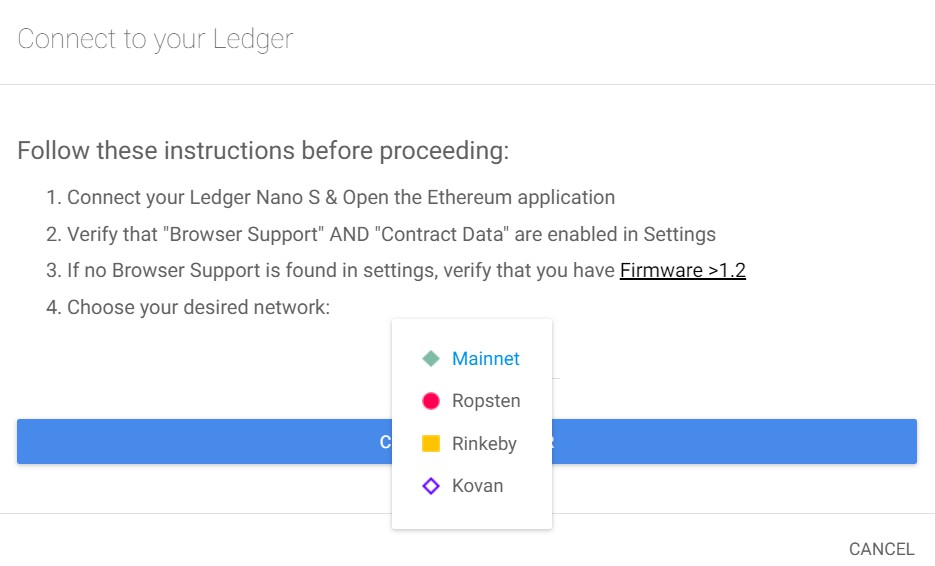 Connect to your Ledger
Follow these instructions before proceeding:
1. Connect your Ledger Nano S & Open the Ethereum application
2. Verify that "Browser Support" AND "Contract Data" are enabled in Settings
3. If no Browser Support is found in settings, verify that you have Firmware >1.2
4. Choose your desired network:
Mainnet
Ropsten
Rinkeby
Kovan
CANCEL